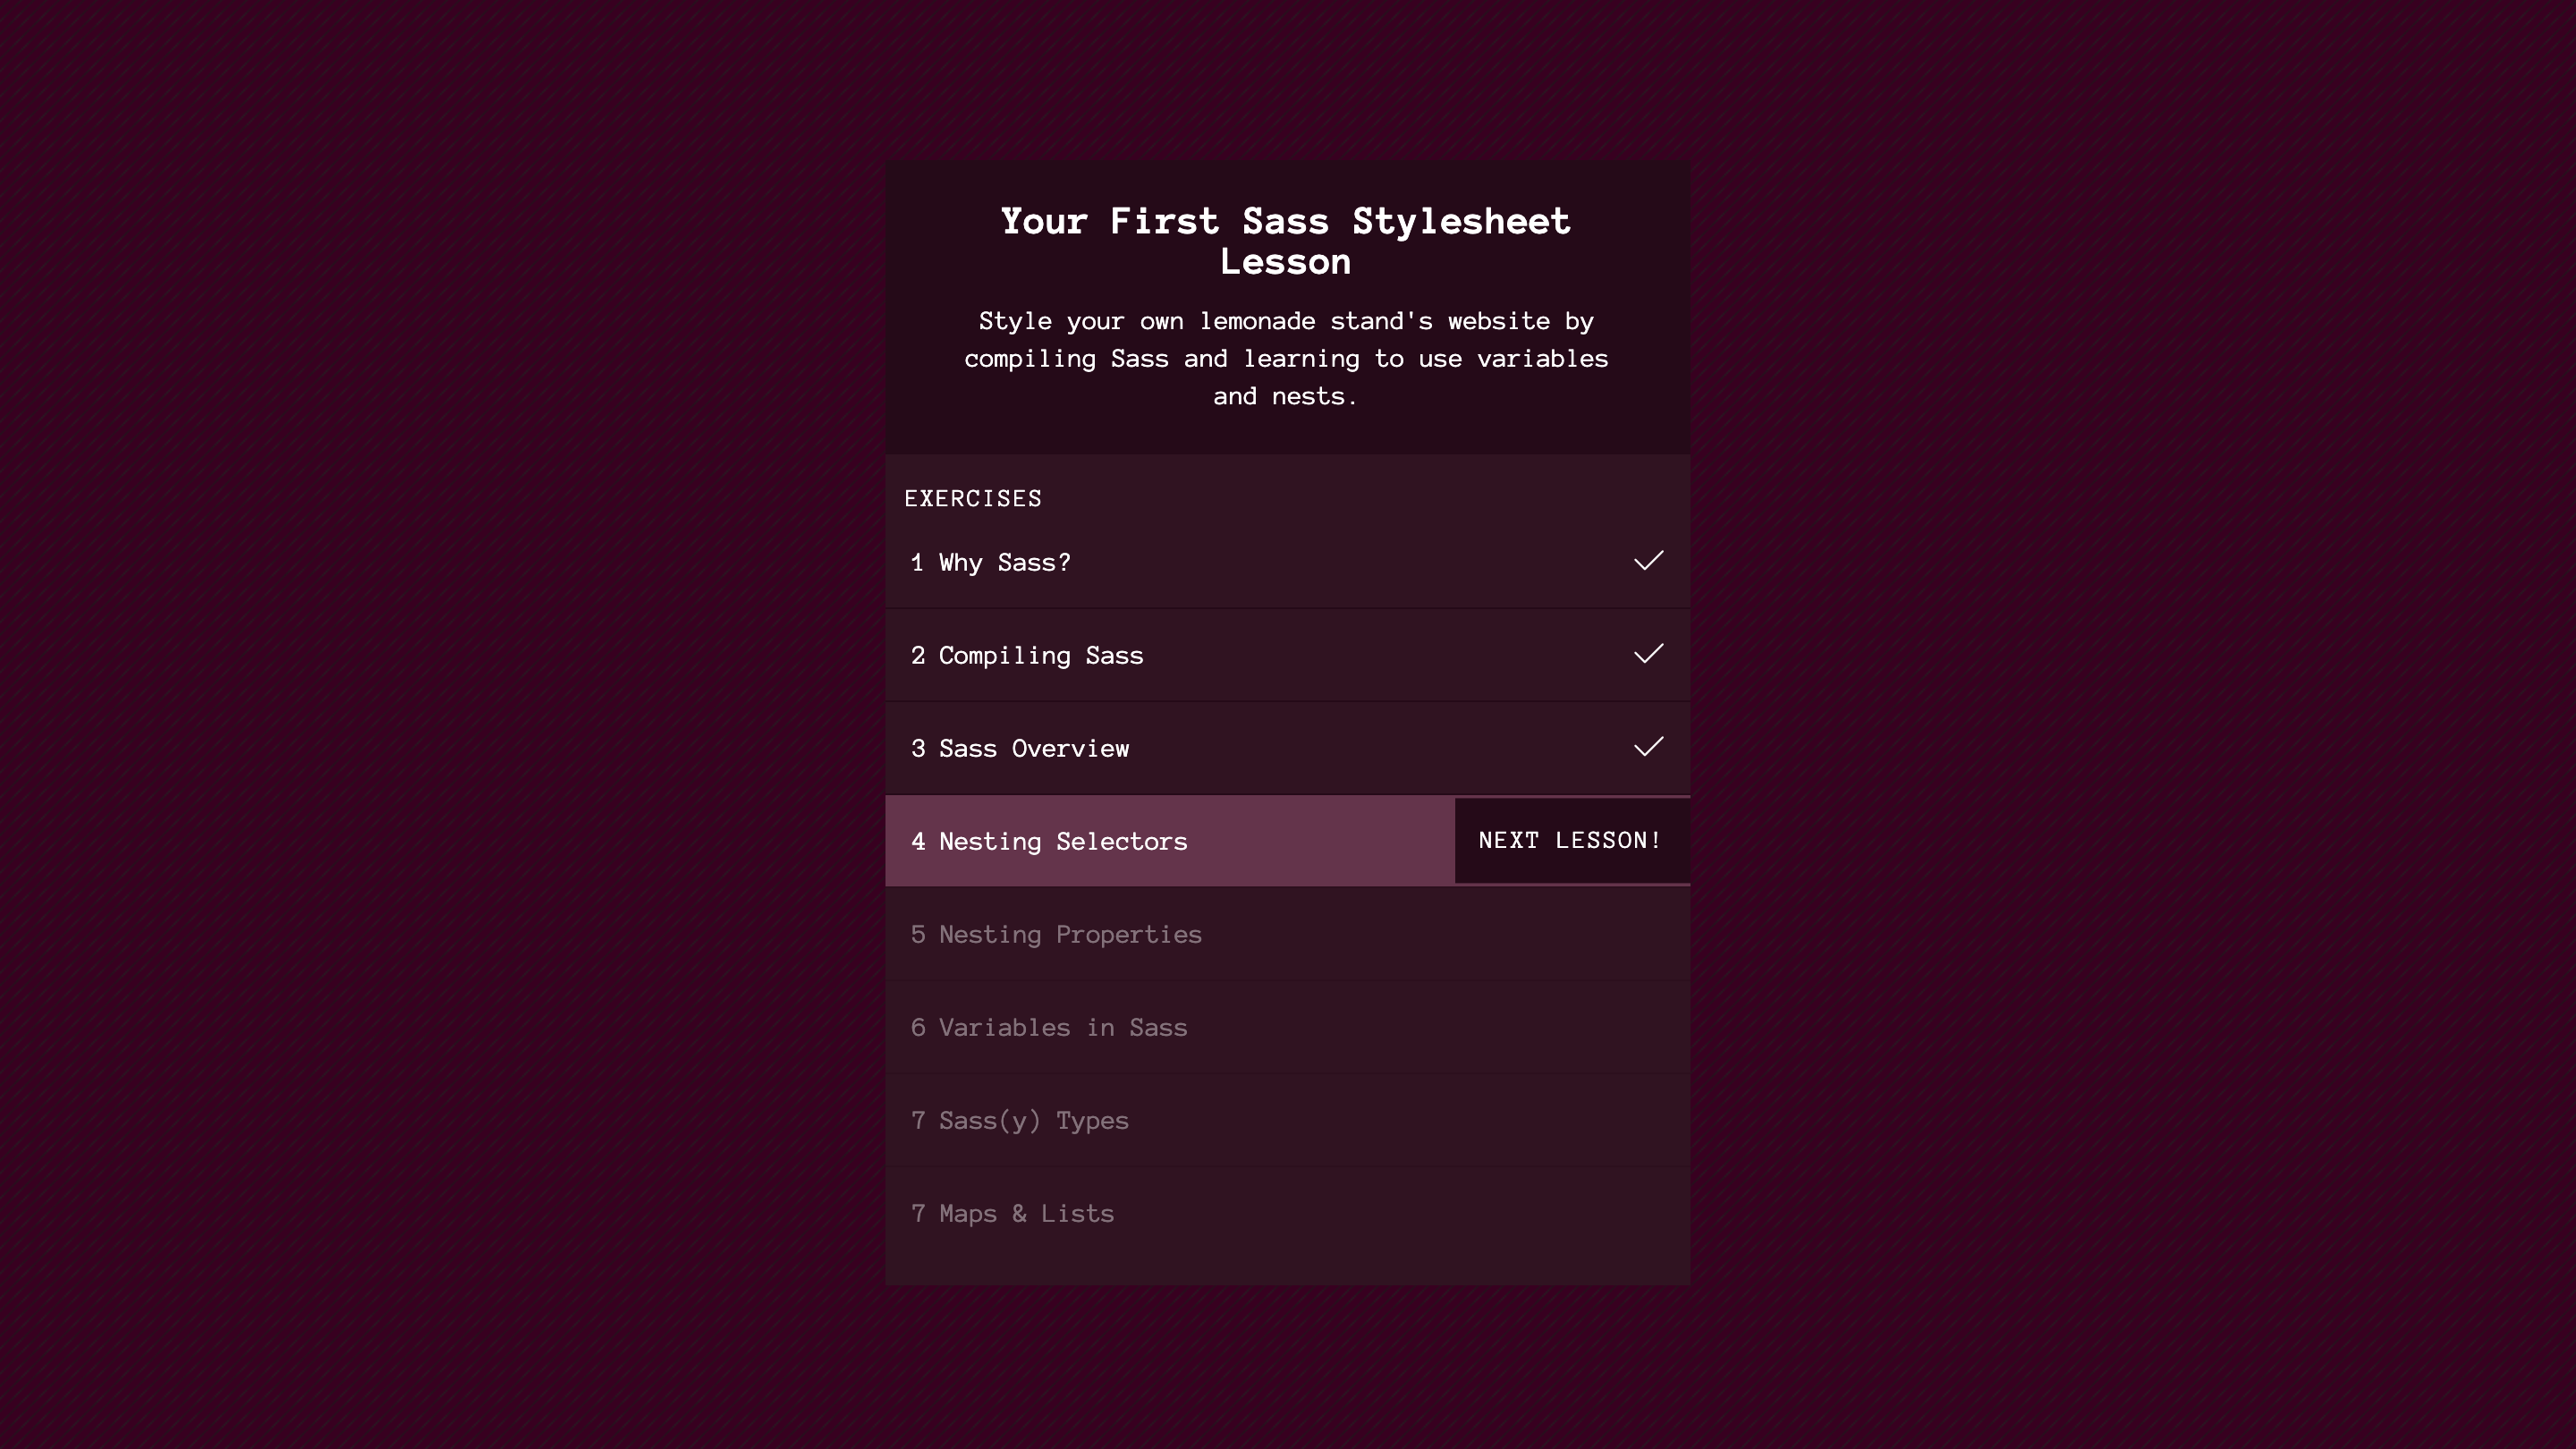 Your First Sass Stylesheet
Lesson
Style your own lemonade stand's website by
compiling Sass and learning to use variables
and nests.
EXERCISES
1 Why Sass?
2 Compiling Sass
3 Sass Overview
4 Nesting Selectors NEXT LESSON!
5 Nesting Properties
6 Variables in Sass
7 Sass(y) Types
7 Maps & Lists